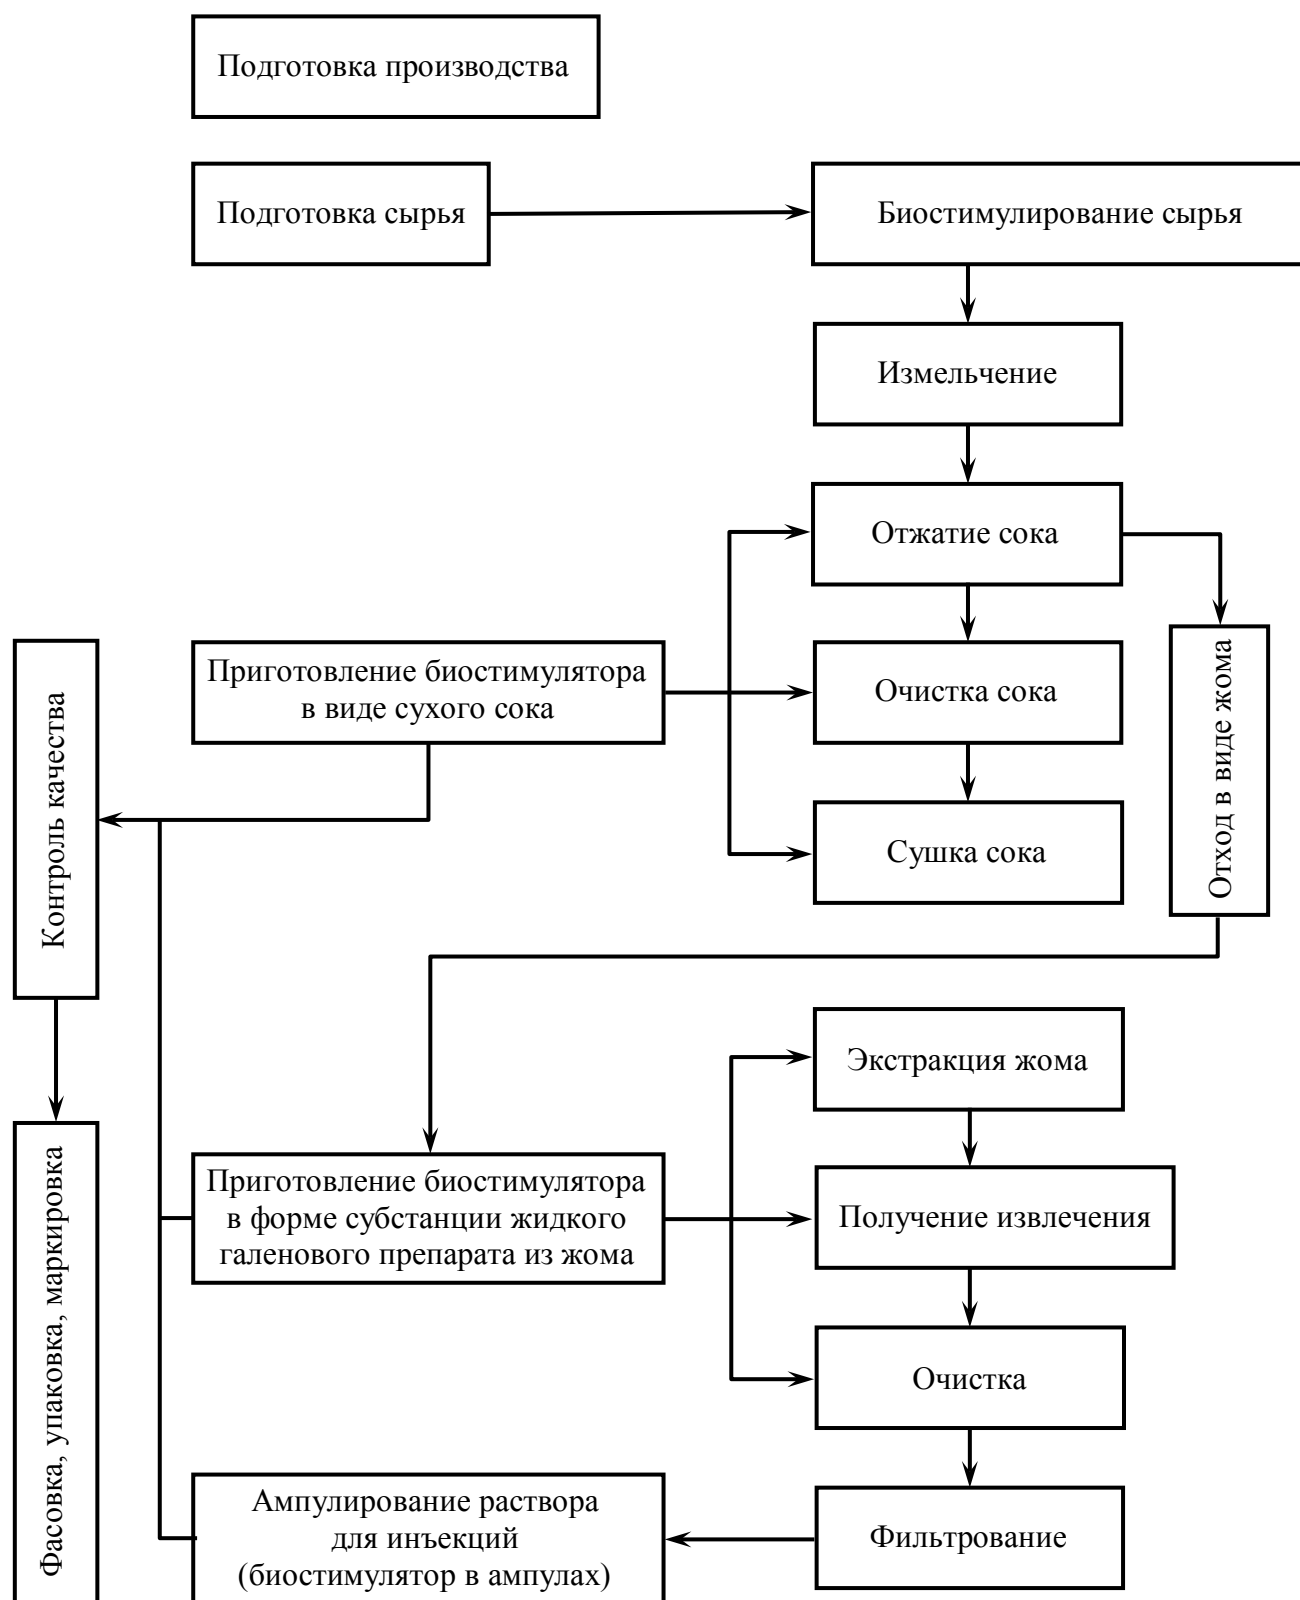 Подготовка производства
Подготовка сырья
Биостимулирование сырья
Измельчение
Отжатие сока
Приготовление биостимулятора
в виде сухого сока
Очистка сока
Отход в виде жома
Контроль качества
Сушка сока
Экстракция жома
Приготовление биостимулятора
в форме субстанции жидкого
галенового препарата из жома
Получение извлечения
Фасовка, упаковка, маркировка
Очистка
Ампулирование раствора
для инъекций
(биостимулятор в ампулах)
Фильтрование